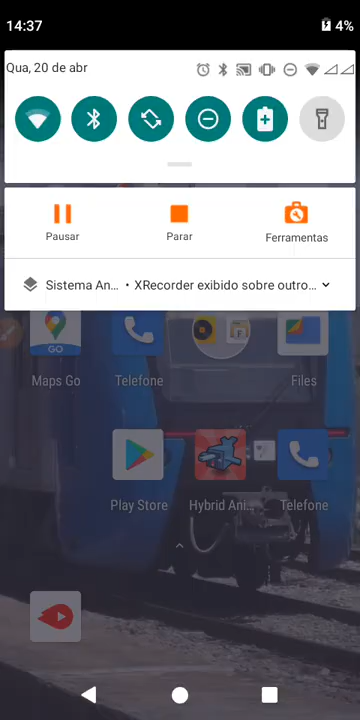 14:37
4%
Qua, 20 de abr
Pausar
Parar
Ferramentas
Sistema An… • XRecorder exibido sobre outro…
GO
Maps Go
Telefone
Files
Play Store
Hybrid Ani…
Telefone